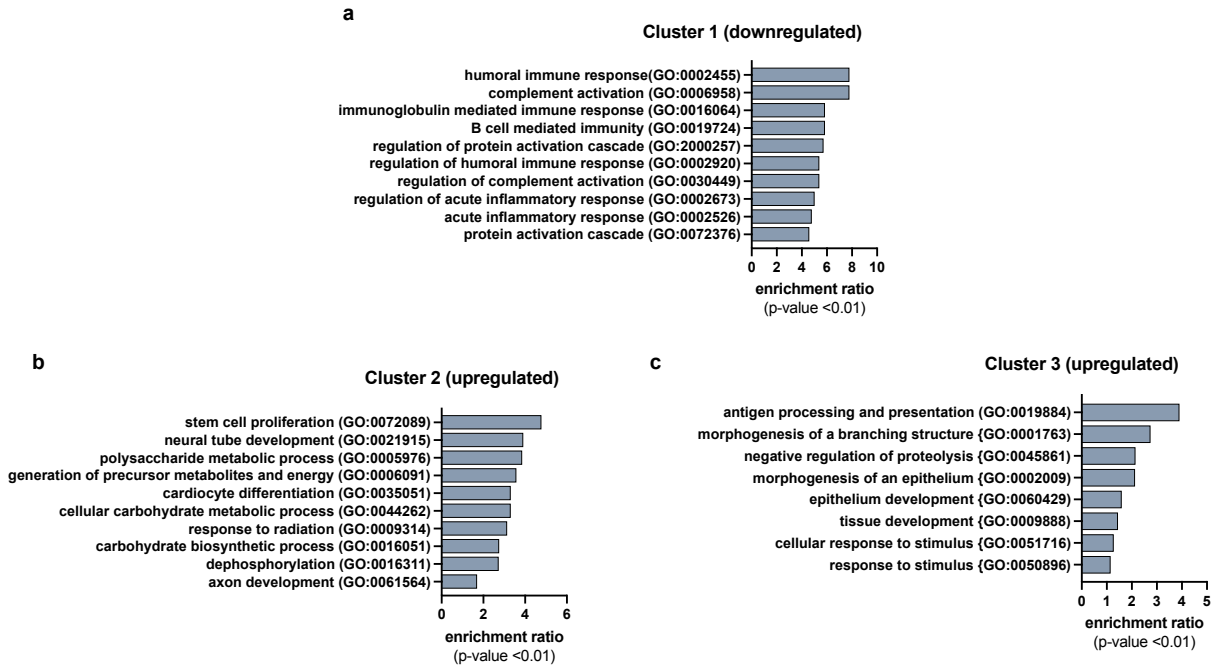 a
Cluster 1 (downregulated)
humoral immune response(GO:0002455)
complement activation (GO:0006958)
immunoglobulin mediated immune response (GO:0016064)
B cell mediated immunity (GO:0019724)
regulation of protein activation cascade (GO:2000257)
regulation of humoral immune response (GO:0002920)
regulation of complement activation (GO:0030449)
regulation of acute inflammatory response (GO:0002673)
acute inflammatory response (GO:0002526)
protein activation cascade (GO:0072376)
0 2 4 6 8 10
enrichment ratio
(p-value <0.01)
b
Cluster 2 (upregulated)
stem cell proliferation (GO:0072089)
neural tube development (GO:0021915)
polysaccharide metabolic process (GO:0005976)
generation of precursor metabolites and energy (GO:0006091)
cardiocyte differentiation (GO:0035051)
cellular carbohydrate metabolic process (GO:0044262)
response to radiation (GO:0009314)
carbohydrate biosynthetic process (GO:0016051)
dephosphorylation (GO:0016311)
axon development (GO:0061564)
0 2 4 6
enrichment ratio
(p-value <0.01)
c
Cluster 3 (upregulated)
antigen processing and presentation (GO:0019884)
morphogenesis of a branching structure {GO:0001763)
negative regulation of proteolysis {GO:0045861)
morphogenesis of an epithelium {GO:0002009)
epithelium development {GO:0060429)
tissue development {GO:0009888)
cellular response to stimulus {GO:0051716)
response to stimulus {GO:0050896)
0 1 2 3 4 5
enrichment ratio
(p-value <0.01)